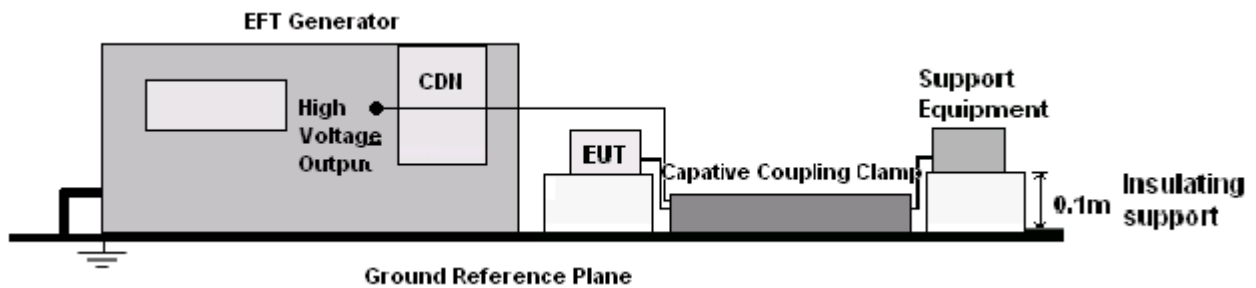 EFT Generator
CDN
High
Voltage
Output
EUT
Capative Coupling Clamp
Support
Equipment
0.1m
Insulating
support
Ground Reference Plane